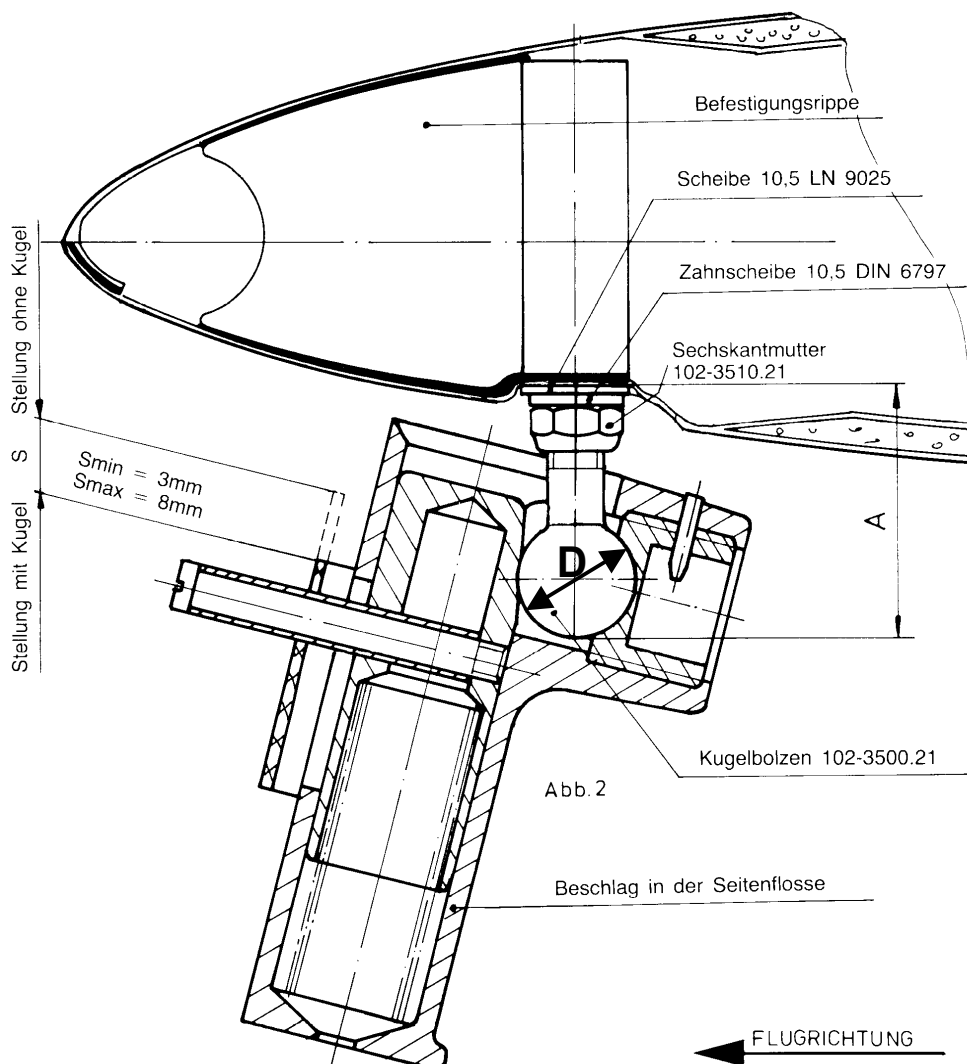 Befestigungsrippe
Scheibe 10,5 LN 9025
Zahnscheibe 10,5 DIN 6797
Sechskantmutter
102-3510.21
Stellung ohne Kugel
S
Stellung mit Kugel
Smin = 3mm
Smax = 8mm
D
A
Kugelbolzen 102-3500.21
Abb.2
Beschlag in der Seitenflosse
FLUGRICHTUNG